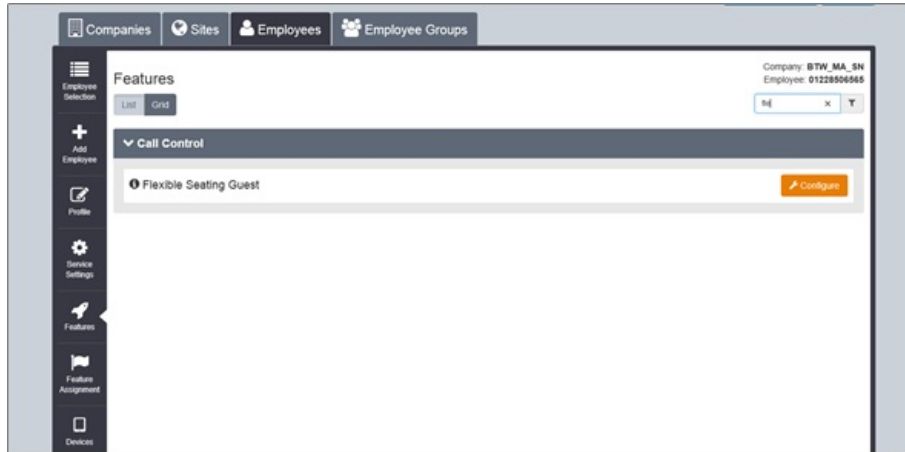 Companies
Sites
Employees
Employee Groups
Employee
Selection
Add
Employee
Profile
Service
Settings
Features
Feature
Assignment
Devices
Features
List
Grid
Company: BTW_MA_SN
Employee: 01228506565
Call Control
Flexible Seating Guest
Configure